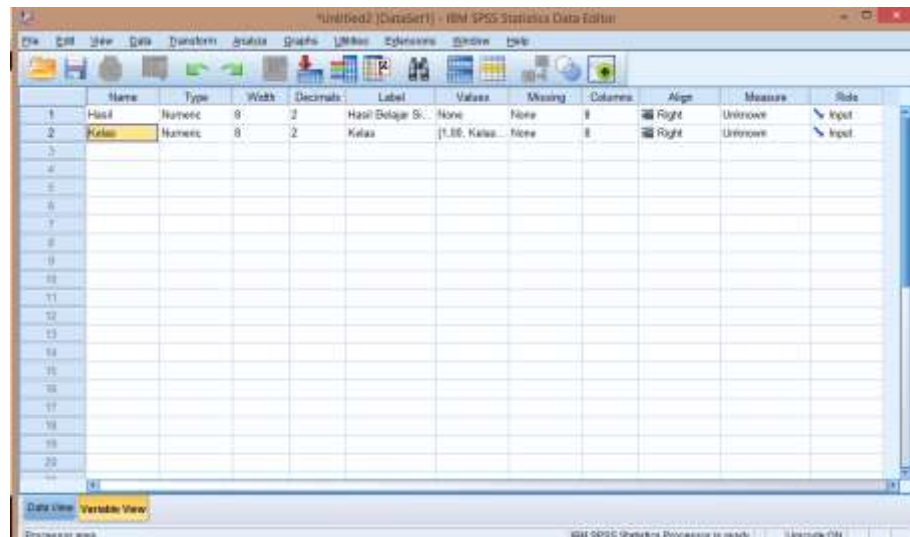 *Untitled2 [DataSet1] - IBM SPSS Statistics Data Editor
File Edit View Data Transform Analyze Graphs Utilities Extensions Window Help
Name Type Width Decimals Label Values Missing Columns Align Measure Role
1 Hasil Numeric 8 2 Hasil Belajar Si... None None 8 Right Unknown Input
2 Kelas Numeric 8 2 Kelas {1.00, Kelas... None 8 Right Unknown Input
3
4
5
6
7
8
9
10
11
12
13
14
15
16
17
18
19
20
Data View Variable View
Processor area IBM SPSS Statistics Processor is ready Unicode:ON